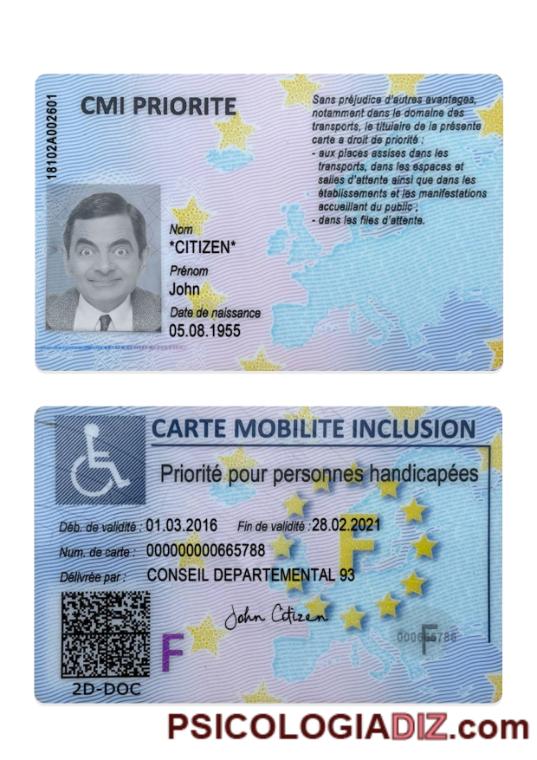 18102A002601
CMI PRIORITE
Sans préjudice d'autres avantages,
notamment dans le domaine des
transports, le titulaire de la présente
carte a droit de priorité :
- aux places assises dans les
transports, dans les espaces et
salles d'attente ainsi que dans les
établissements et les manifestations
accueillant du public ;
- dans les files d'attente.
Nom
*CITIZEN*
Prénom
John
Date de naissance
05.08.1955
CARTE MOBILITE INCLUSION
Priorité pour personnes handicapées
Déb. de validité : 01.03.2016 Fin de validité : 28.02.2021
Num. de carte : 000000000665788
Délivrée par : CONSEIL DEPARTEMENTAL 93
F
John Citizen
F
F
2D-DOC
PSICOLOGIADIZ.com